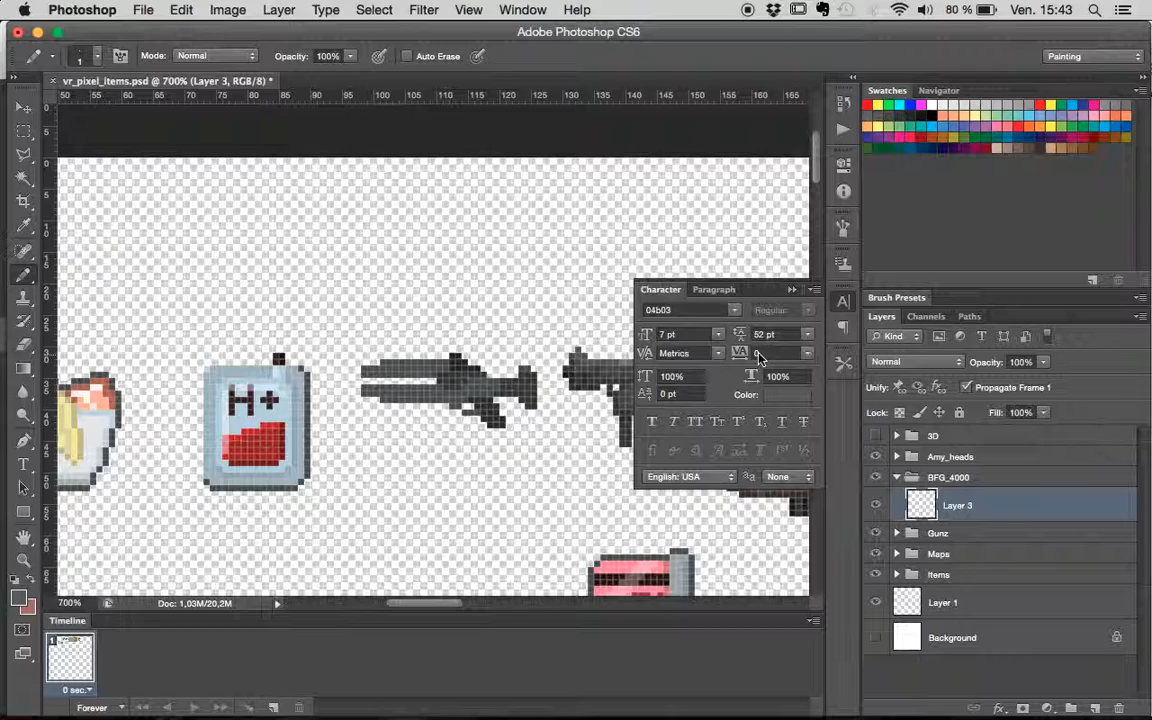 Photoshop File Edit Image Layer Type Select Filter View Window Help 80 % Ven. 15:43
Adobe Photoshop CS6
1 Mode: Normal Opacity: 100% Auto Erase Painting
× vr_pixel_items.psd @ 700% (Layer 3, RGB/8) *
50 55 60 65 70 75 80 85 90 95 100 105 110 115 120 125 130 135 140 145 150 155 160 165
Swatches Navigator
H+
Character Paragraph
04b03 Regular
7 pt 52 pt
Metrics 0
100% 100%
0 pt Color:
English: USA aa None
Brush Presets
Layers Channels Paths
Kind
Normal Opacity: 100%
Unify: Propagate Frame 1
Lock: Fill: 100%
3D
Amy_heads
BFG_4000
Layer 3
Gunz
Maps
Items
Layer 1
Background
700% Doc: 1,03M/20,2M
Timeline
1
0 sec.
Forever